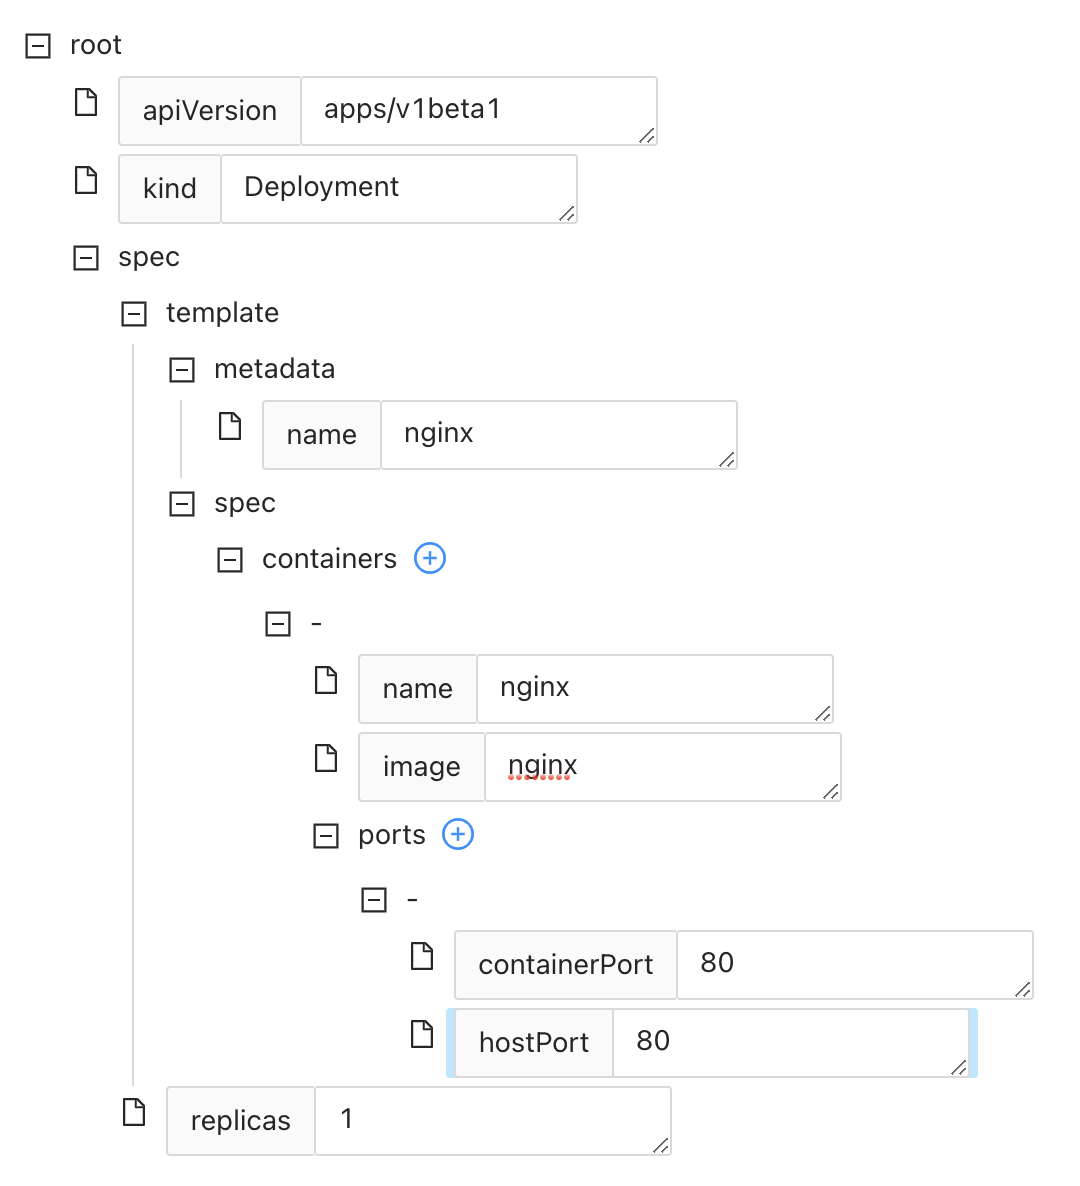 root
apiVersion apps/v1beta1
kind Deployment
spec
template
metadata
name nginx
spec
containers
-
name nginx
image nginx
ports
-
containerPort 80
hostPort 80
replicas 1